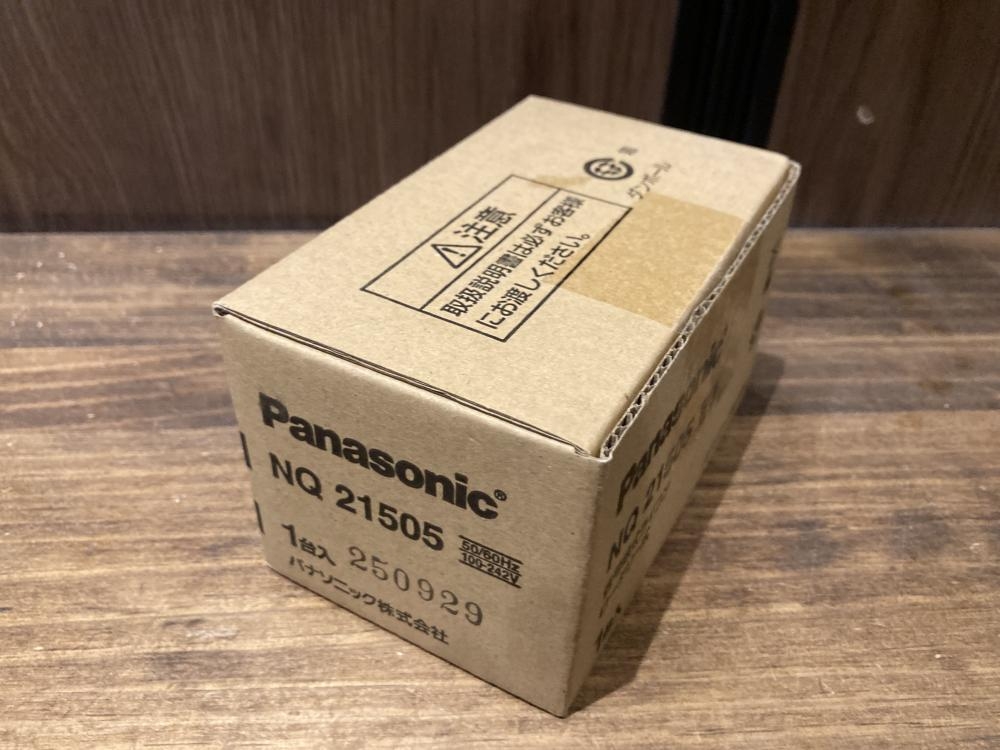 ダンボール
注意
取扱説明書は必ずお客様
にお渡しください。
Panasonic®
NQ 21505
50/60Hz
100-242V
1台入
250929
パナソニック株式会社
Panasonic
NQ 21505